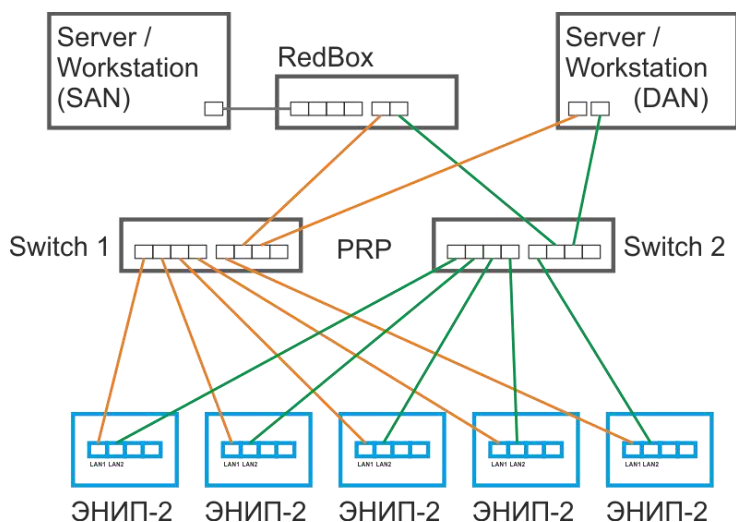 Server /
Workstation
(SAN)
RedBox
Server /
Workstation
(DAN)
Switch 1
PRP
Switch 2
LAN1 LAN2
LAN1 LAN2
LAN1 LAN2
LAN1 LAN2
LAN1 LAN2
ЭНИП-2
ЭНИП-2
ЭНИП-2
ЭНИП-2
ЭНИП-2